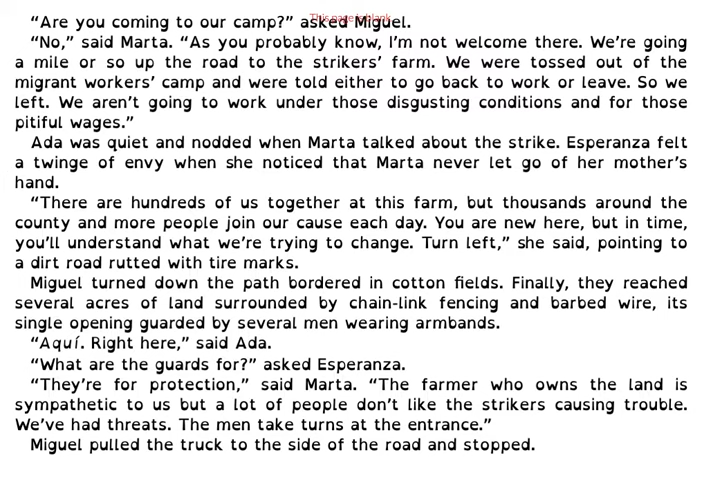 This page is blank
“Are you coming to our camp?” asked Miguel.
“No,” said Marta. “As you probably know, I’m not welcome there. We’re going
a mile or so up the road to the strikers’ farm. We were tossed out of the
migrant workers’ camp and were told either to go back to work or leave. So we
left. We aren’t going to work under those disgusting conditions and for those
pitiful wages.”
Ada was quiet and nodded when Marta talked about the strike. Esperanza felt
a twinge of envy when she noticed that Marta never let go of her mother’s
hand.
“There are hundreds of us together at this farm, but thousands around the
county and more people join our cause each day. You are new here, but in time,
you’ll understand what we’re trying to change. Turn left,” she said, pointing to
a dirt road rutted with tire marks.
Miguel turned down the path bordered in cotton fields. Finally, they reached
several acres of land surrounded by chain-link fencing and barbed wire, its
single opening guarded by several men wearing armbands.
“Aquí. Right here,” said Ada.
“What are the guards for?” asked Esperanza.
“They’re for protection,” said Marta. “The farmer who owns the land is
sympathetic to us but a lot of people don’t like the strikers causing trouble.
We’ve had threats. The men take turns at the entrance.”
Miguel pulled the truck to the side of the road and stopped.